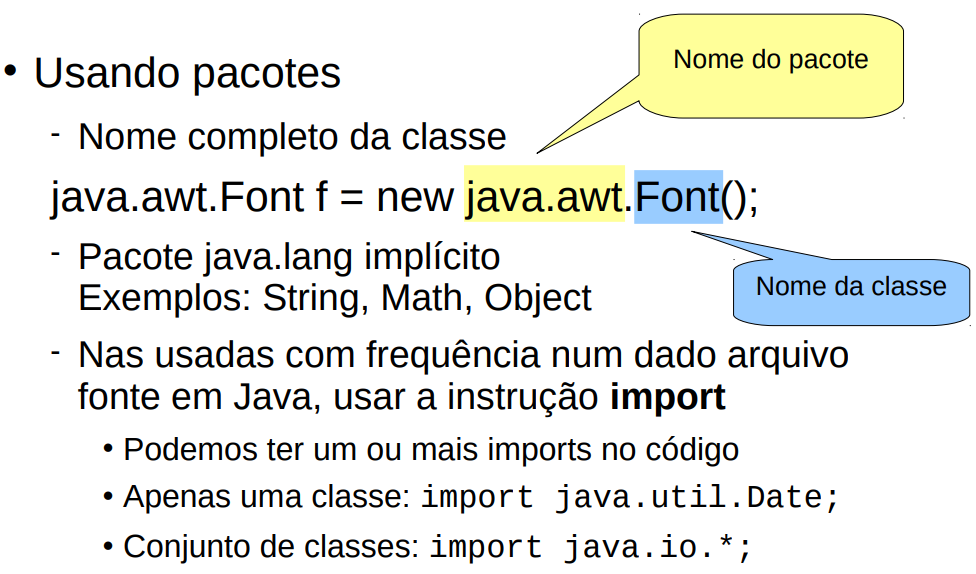 Nome do pacote
• Usando pacotes
- Nome completo da classe
java.awt.Font f = new java.awt.Font();
- Pacote java.lang implícito
Exemplos: String, Math, Object
Nome da classe
- Nas usadas com frequência num dado arquivo
fonte em Java, usar a instrução import
• Podemos ter um ou mais imports no código
• Apenas uma classe: import java.util.Date;
• Conjunto de classes: import java.io.*;